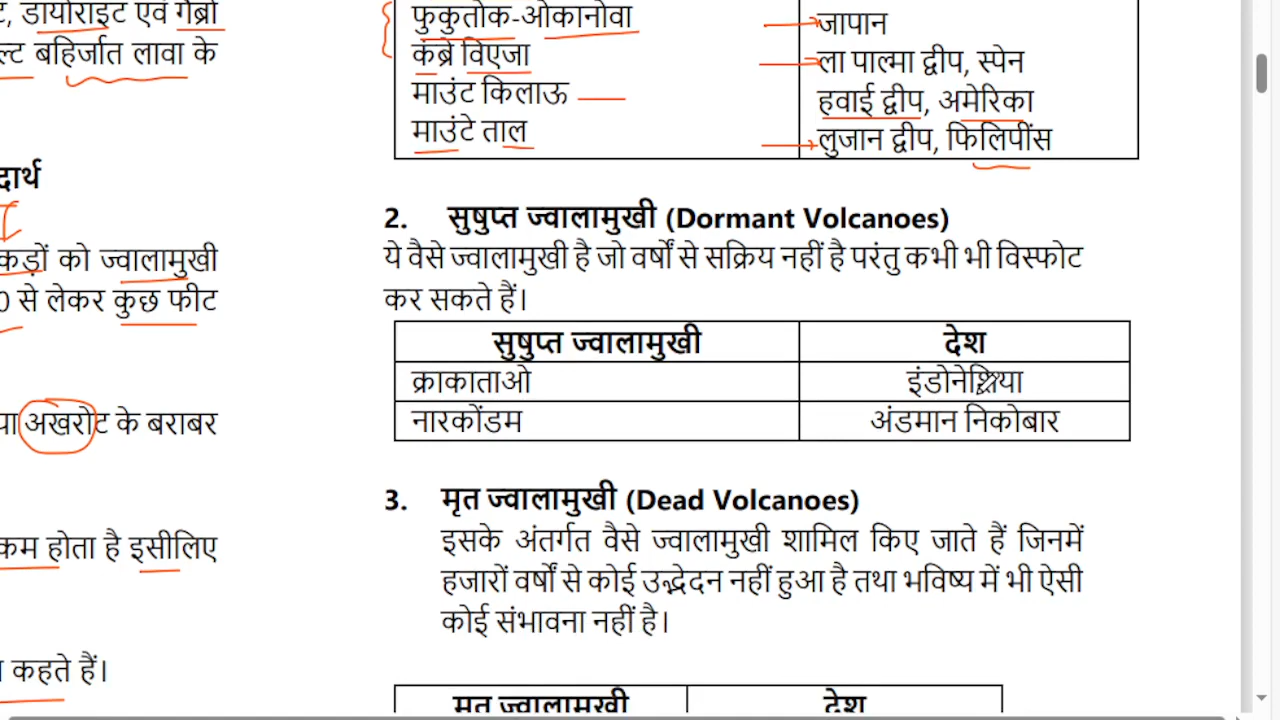 डायोराइट एवं गैब्रो
बहिर्जात लावा के
कड़ों को ज्वालामुखी
0 से लेकर कुछ फीट
अखरोट के बराबर
कम होता है इसीलिए
कहते हैं।
फुकुतोक-ओकानोवा जापान
कंब्रे विएजा ला पाल्मा द्वीप, स्पेन
माउंट किलाऊ हवाई द्वीप, अमेरिका
माउंटे ताल लुजान द्वीप, फिलिपींस
2. सुषुप्त ज्वालामुखी (Dormant Volcanoes)
ये वैसे ज्वालामुखी है जो वर्षों से सक्रिय नहीं है परंतु कभी भी विस्फोट
कर सकते हैं।
सुषुप्त ज्वालामुखी देश
क्राकाताओ इंडोनेशिया
नारकोंडम अंडमान निकोबार
3. मृत ज्वालामुखी (Dead Volcanoes)
इसके अंतर्गत वैसे ज्वालामुखी शामिल किए जाते हैं जिनमें
हजारों वर्षों से कोई उद्भेदन नहीं हुआ है तथा भविष्य में भी ऐसी
कोई संभावना नहीं है।
मृत ज्वालामुखी देश